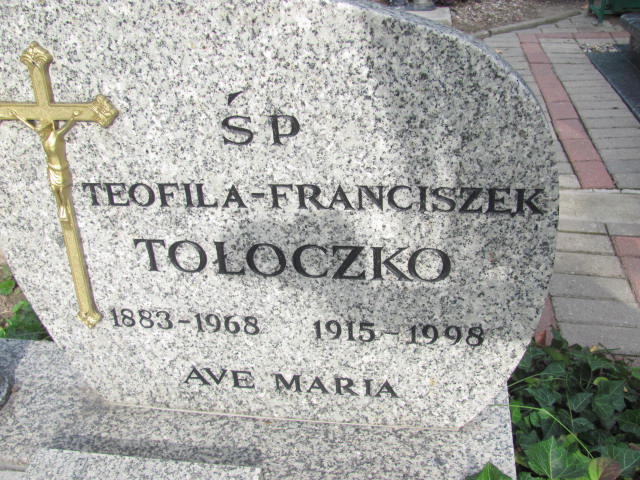 ŚP
TEOFILA-FRANCISZEK
TOŁOCZKO
1883-1968 1915-1998
AVE MARIA